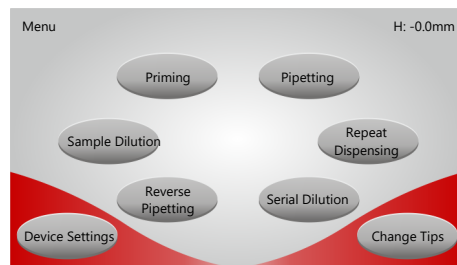 Menu
H: -0.0mm
Priming
Pipetting
Sample Dilution
Repeat
Dispensing
Reverse
Pipetting
Serial Dilution
Device Settings
Change Tips